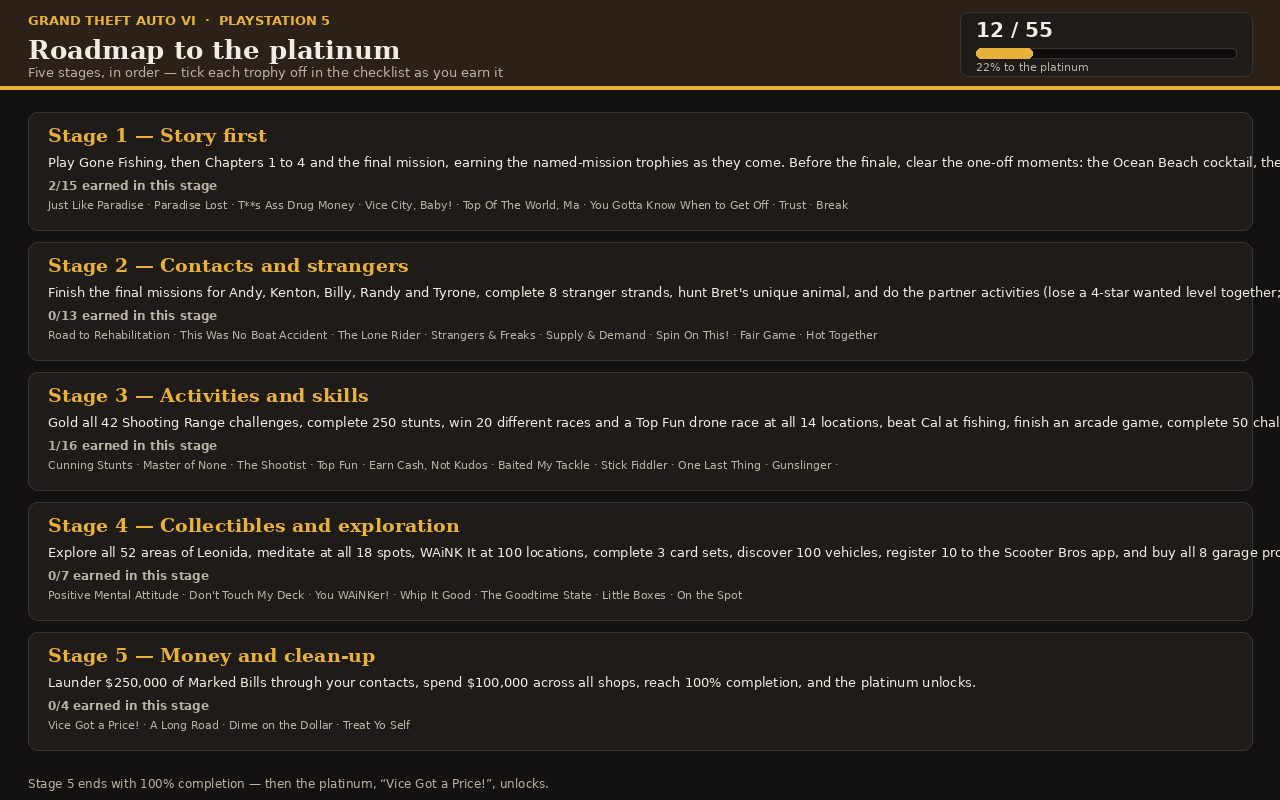 GRAND THEFT AUTO VI · PLAYSTATION 5
Roadmap to the platinum
Five stages, in order — tick each trophy off in the checklist as you earn it
12 / 55
22% to the platinum
Stage 1 — Story first
Play Gone Fishing, then Chapters 1 to 4 and the final mission, earning the named-mission trophies as they come. Before the finale, clear the one-off moments: the Ocean Beach cocktail, the
2/15 earned in this stage
Just Like Paradise · Paradise Lost · T**s Ass Drug Money · Vice City, Baby! · Top Of The World, Ma · You Gotta Know When to Get Off · Trust · Break
Stage 2 — Contacts and strangers
Finish the final missions for Andy, Kenton, Billy, Randy and Tyrone, complete 8 stranger strands, hunt Bret's unique animal, and do the partner activities (lose a 4-star wanted level together;
0/13 earned in this stage
Road to Rehabilitation · This Was No Boat Accident · The Lone Rider · Strangers & Freaks · Supply & Demand · Spin On This! · Fair Game · Hot Together
Stage 3 — Activities and skills
Gold all 42 Shooting Range challenges, complete 250 stunts, win 20 different races and a Top Fun drone race at all 14 locations, beat Cal at fishing, finish an arcade game, complete 50 chal
1/16 earned in this stage
Cunning Stunts · Master of None · The Shootist · Top Fun · Earn Cash, Not Kudos · Baited My Tackle · Stick Fiddler · One Last Thing · Gunslinger ·
Stage 4 — Collectibles and exploration
Explore all 52 areas of Leonida, meditate at all 18 spots, WAiNK It at 100 locations, complete 3 card sets, discover 100 vehicles, register 10 to the Scooter Bros app, and buy all 8 garage pro
0/7 earned in this stage
Positive Mental Attitude · Don't Touch My Deck · You WAiNKer! · Whip It Good · The Goodtime State · Little Boxes · On the Spot
Stage 5 — Money and clean-up
Launder $250,000 of Marked Bills through your contacts, spend $100,000 across all shops, reach 100% completion, and the platinum unlocks.
0/4 earned in this stage
Vice Got a Price! · A Long Road · Dime on the Dollar · Treat Yo Self
Stage 5 ends with 100% completion — then the platinum, “Vice Got a Price!”, unlocks.